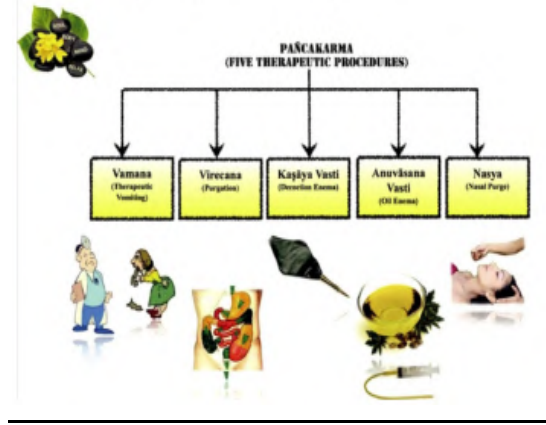 PAÑCAKARMA
(FIVE THERAPEUTIC PROCEDURES)
Vamana
(Therapeutic
Vomiting)
Virecana
(Purgation)
Kaṣāya Vasti
(Decoction Enema)
Anuvāsana
Vasti
(Oil Enema)
Nasya
(Nasal Purge)